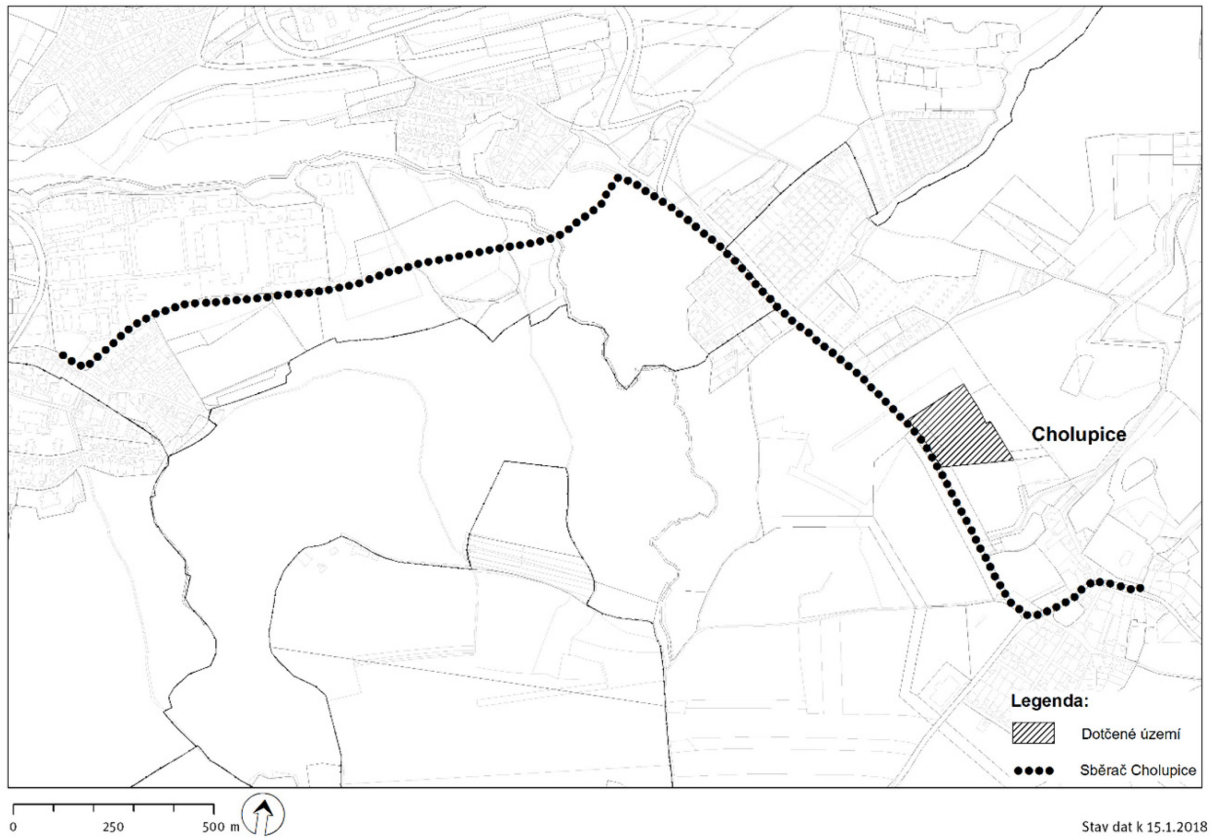 Cholupice
Legenda:
Dotčené území
Sběrač Cholupice
0 250 500 m
Stav dat k 15.1.2018